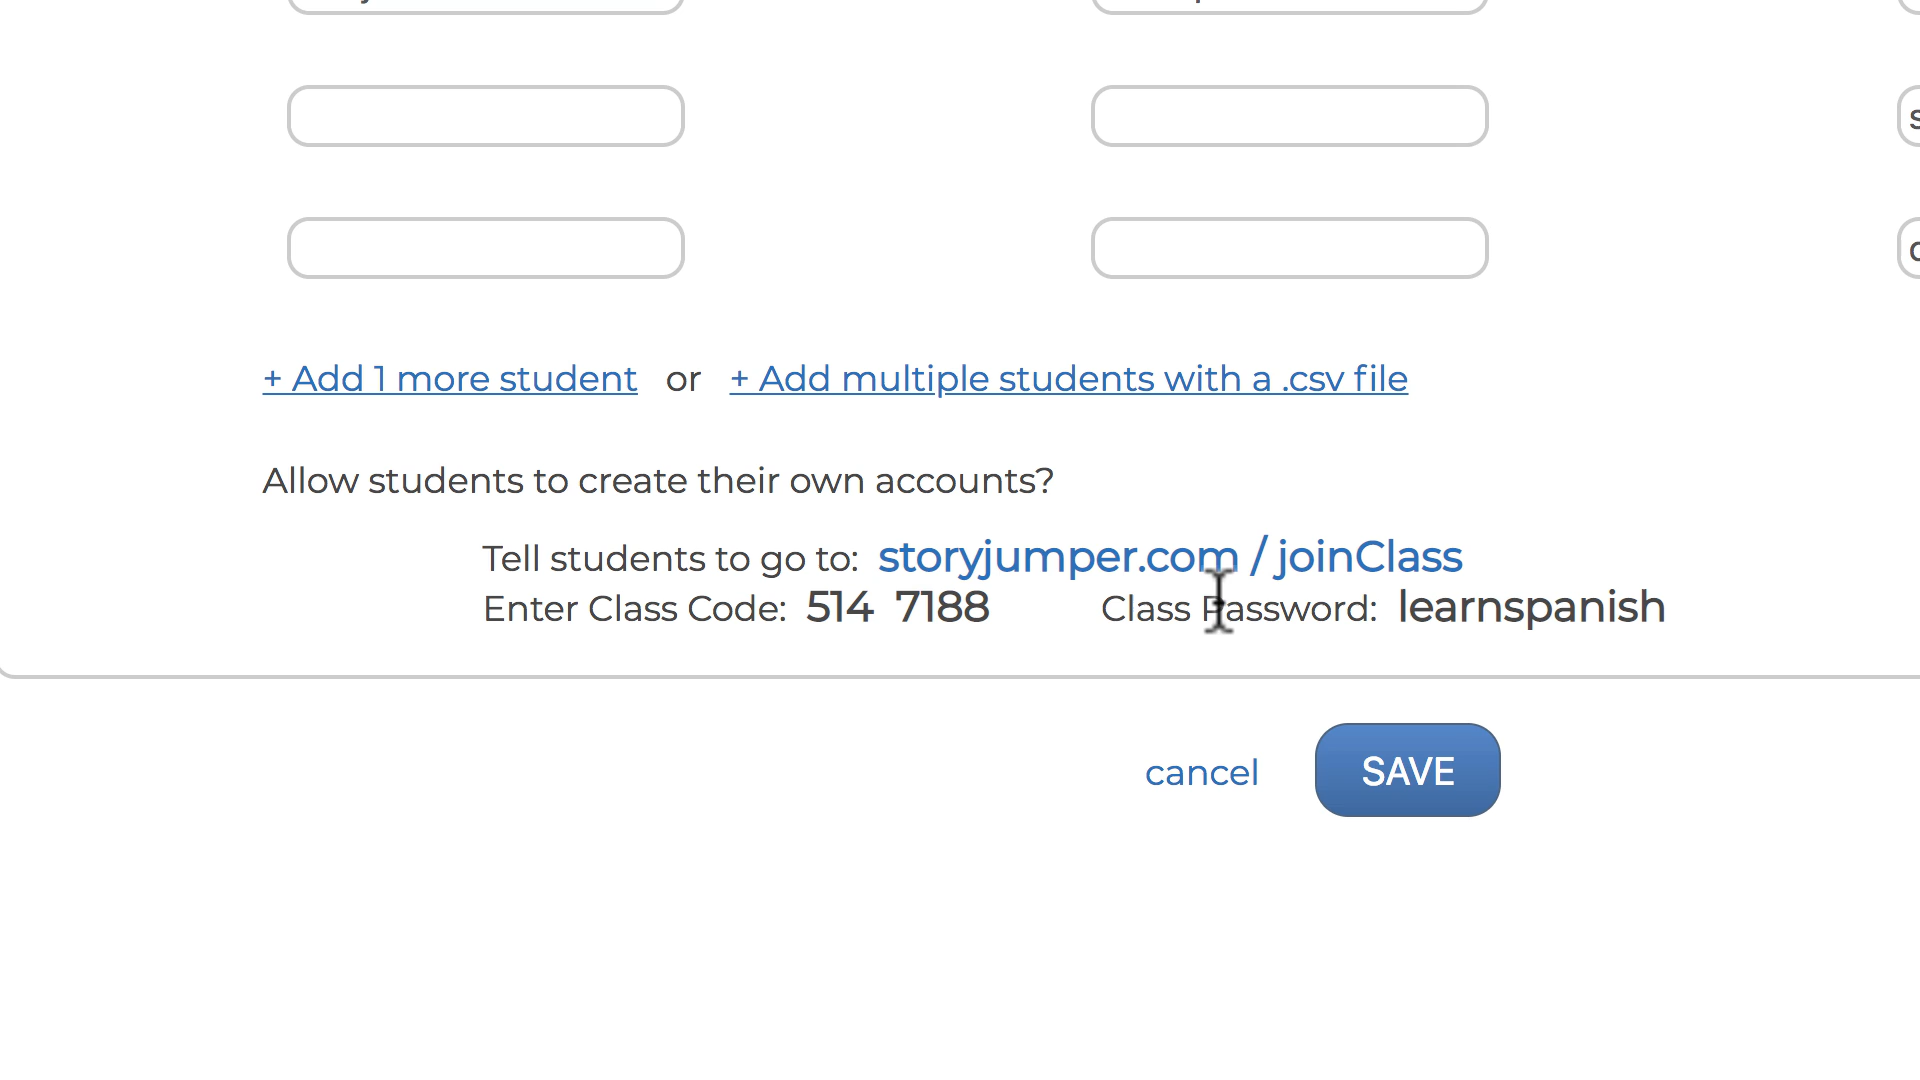 + Add 1 more student or + Add multiple students with a .csv file
Allow students to create their own accounts?
Tell students to go to: storyjumper.com / joinClass
Enter Class Code: 514 7188 Class Password: learnspanish
cancel SAVE